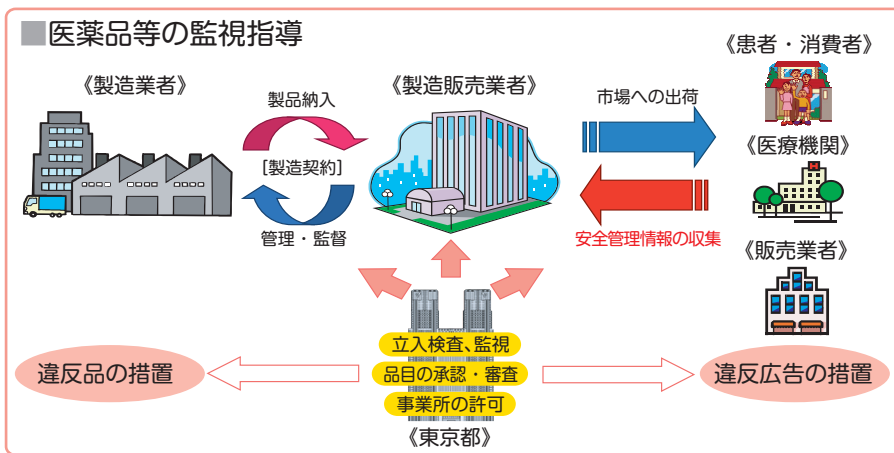 ■医薬品等の監視指導
《製造業者》
製品納入
[製造契約]
管理・監督
《製造販売業者》
市場への出荷
安全管理情報の収集
《患者・消費者》
《医療機関》
H
《販売業者》
違反品の措置
立入検査、監視
品目の承認・審査
事業所の許可
《東京都》
違反広告の措置